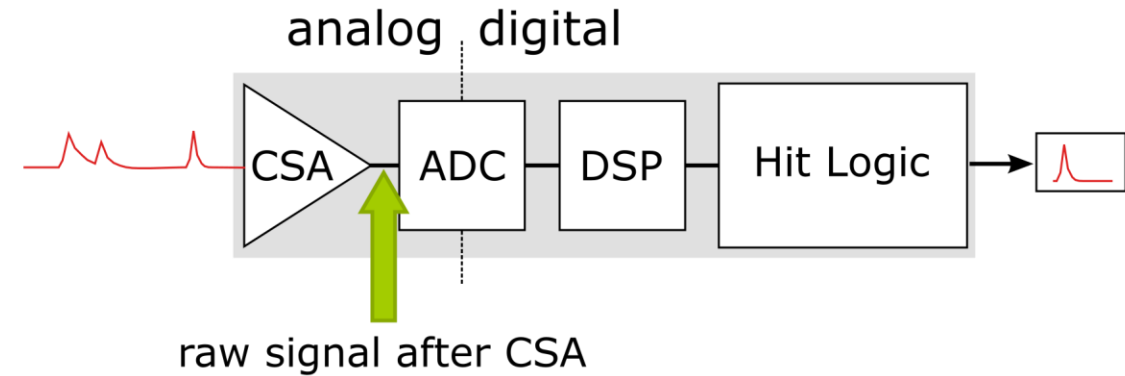 analog digital
CSA ADC DSP Hit Logic
raw signal after CSA